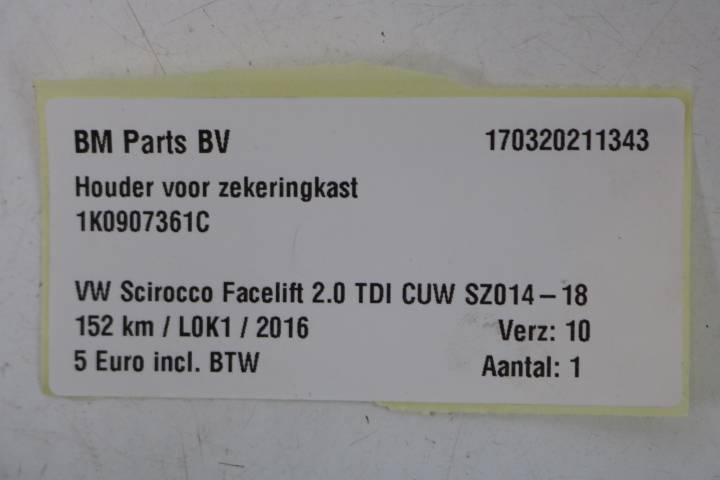 BM Parts BV 170320211343
Houder voor zekeringkast
1K0907361C
VW Scirocco Facelift 2.0 TDI CUW SZ014-18
152 km / L0K1 / 2016 Verz: 10
5 Euro incl. BTW Aantal: 1